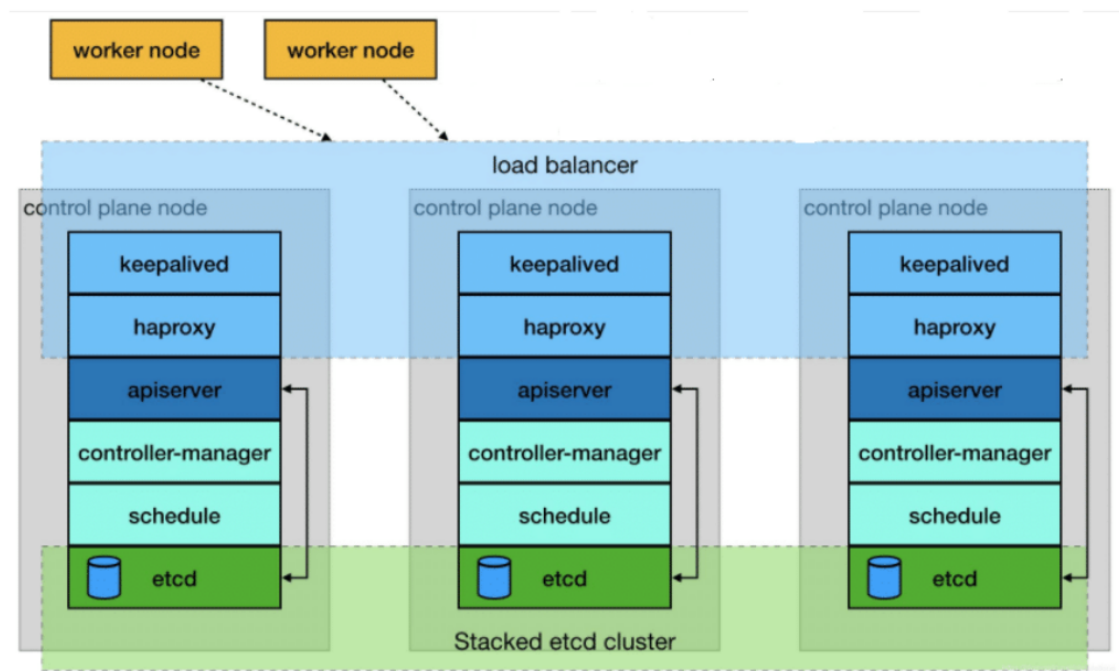 worker node
worker node
load balancer
control plane node
control plane node
control plane node
keepalived
keepalived
keepalived
haproxy
haproxy
haproxy
apiserver
apiserver
apiserver
controller-manager
controller-manager
controller-manager
schedule
schedule
schedule
etcd
etcd
etcd
Stacked etcd cluster